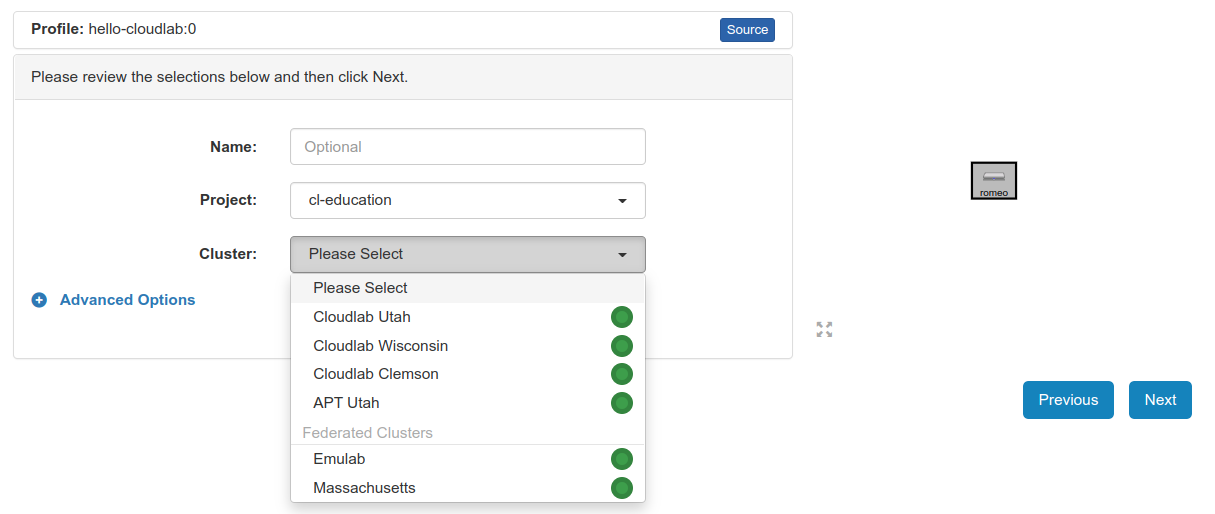 Profile: hello-cloudlab:0
Source
Please review the selections below and then click Next.
Name:
Optional
Project:
cl-education
Cluster:
Please Select
Advanced Options
Please Select
Cloudlab Utah
Cloudlab Wisconsin
Cloudlab Clemson
APT Utah
Federated Clusters
Emulab
Massachusetts
romeo
Previous
Next